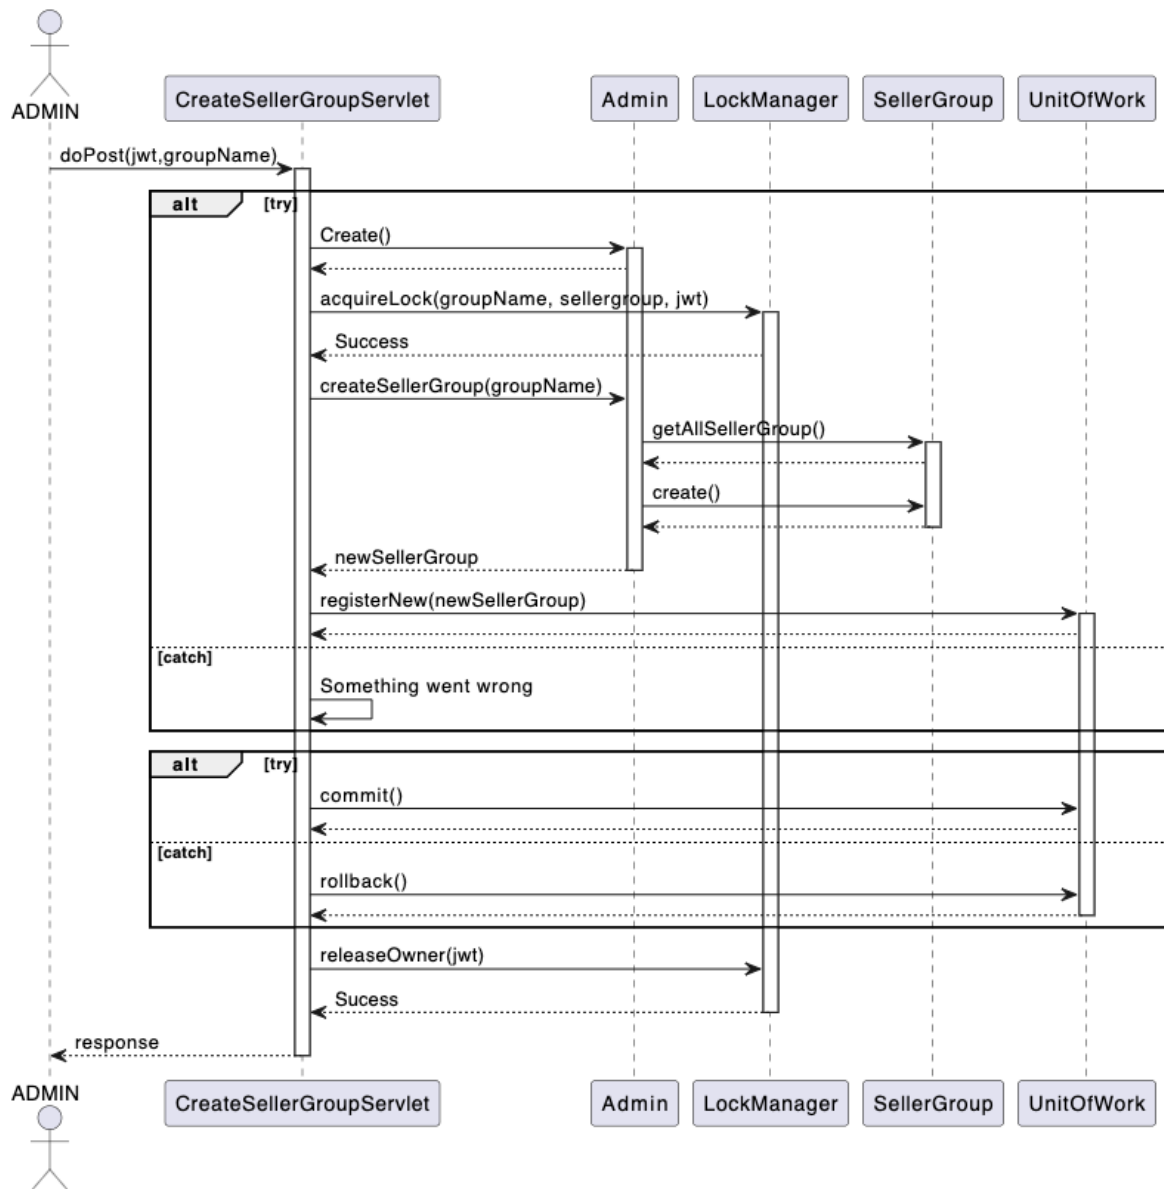 ADMIN
CreateSellerGroupServlet
Admin
LockManager
SellerGroup
UnitOfWork
doPost(jwt,groupName)
alt [try]
Create()
acquireLock(groupName, sellergroup, jwt)
Success
createSellerGroup(groupName)
getAllSellerGroup()
create()
newSellerGroup
registerNew(newSellerGroup)
[catch]
Something went wrong
alt [try]
commit()
[catch]
rollback()
releaseOwner(jwt)
Sucess
response
ADMIN
CreateSellerGroupServlet
Admin
LockManager
SellerGroup
UnitOfWork